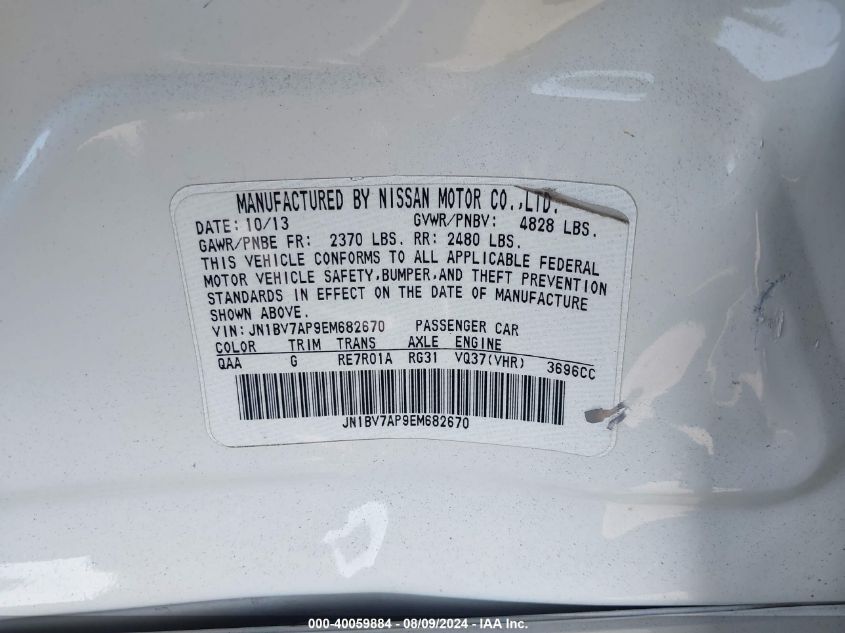 MANUFACTURED BY NISSAN MOTOR CO.,LTD.
DATE: 10/13 GVWR/PNBV: 4828 LBS.
GAWR/PNBE FR: 2370 LBS. RR: 2480 LBS.
THIS VEHICLE CONFORMS TO ALL APPLICABLE FEDERAL
MOTOR VEHICLE SAFETY,BUMPER,AND THEFT PREVENTION
STANDARDS IN EFFECT ON THE DATE OF MANUFACTURE
SHOWN ABOVE.
VIN: JN1BV7AP9EM682670 PASSENGER CAR
COLOR TRIM TRANS AXLE ENGINE
QAA G RE7R01A RG31 VQ37(VHR) 3696CC
JN1BV7AP9EM682670
000-40059884 - 08/09/2024 - IAA Inc.